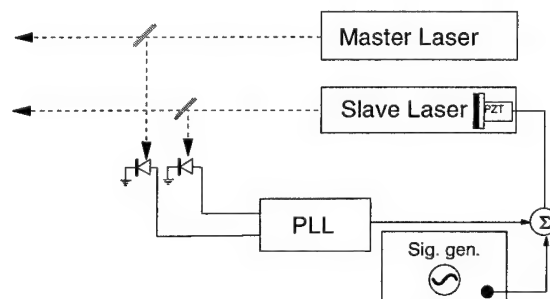 Master Laser
Slave Laser
PZT
PLL
Σ
Sig. gen.